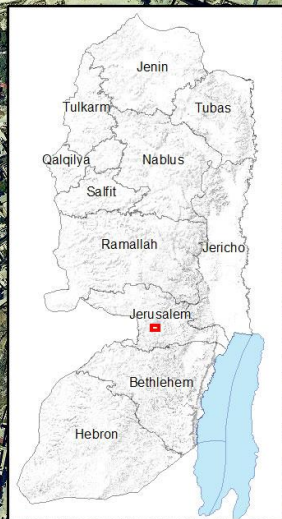 Jenin
Tulkarm
Tubas
Qalqilya
Nablus
Salfit
Ramallah
Jericho
Jerusalem
Bethlehem
Hebron